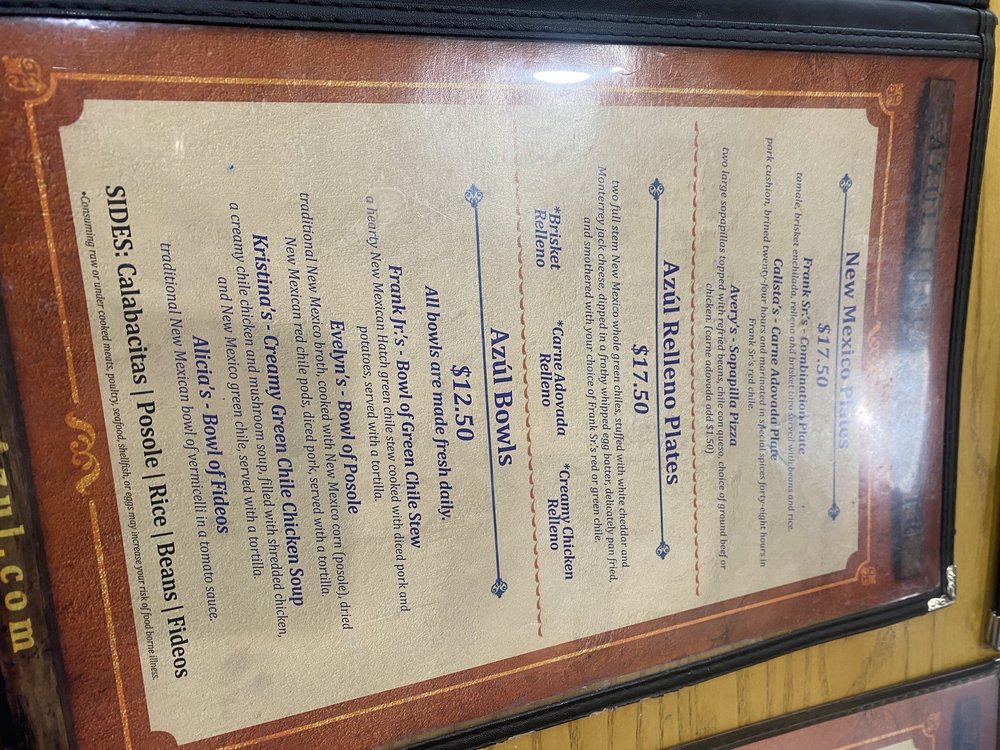 AZÚL
New Mexico Plates
$17.50
Frank Sr.'s - Combination Plate
tamale, brisket enchilada, relleno and brisket taco served with beans and rice.
Calista's - Carne Adovada Plate
pork cushion, brined twenty-four hours and marinated in special spices forty-eight hours in
Frank Sr.'s red chile.
Avery's - Sopapilla Pizza
two large sopapillas topped with refried beans, chile con queso, choice of ground beef or
chicken (carne adovada add $1.50)
Azúl Relleno Plates
$17.50
two full stem New Mexico whole green chiles, stuffed with white cheddar and
Monterrey jack cheese, dipped in a frothy whipped egg batter, delicately pan fried,
and smothered with your choice of Frank Sr.'s red or green chile.
*Brisket Relleno
*Carne Adovada Relleno
*Creamy Chicken Relleno
Azúl Bowls
$12.50
All bowls are made fresh daily.
Frank Jr.'s - Bowl of Green Chile Stew
a hearty New Mexican Hatch green chile stew cooked with diced pork and
potatoes, served with a tortilla.
Evelyn's - Bowl of Posole
traditional New Mexico broth, cooked with New Mexico corn (posole), dried
New Mexican red chile pods, diced pork, served with a tortilla.
Kristina's - Creamy Green Chile Chicken Soup
a creamy chile chicken and mushroom soup, filled with shredded chicken,
and New Mexico green chile, served with a tortilla.
Alicia's - Bowl of Fideos
traditional New Mexican bowl of vermicelli in a tomato sauce.
SIDES: Calabacitas | Posole | Rice | Beans | Fideos
*Consuming raw or under cooked meats, poultry, seafood, shellfish, or eggs may increase your risk of food borne illness.
Azul.com